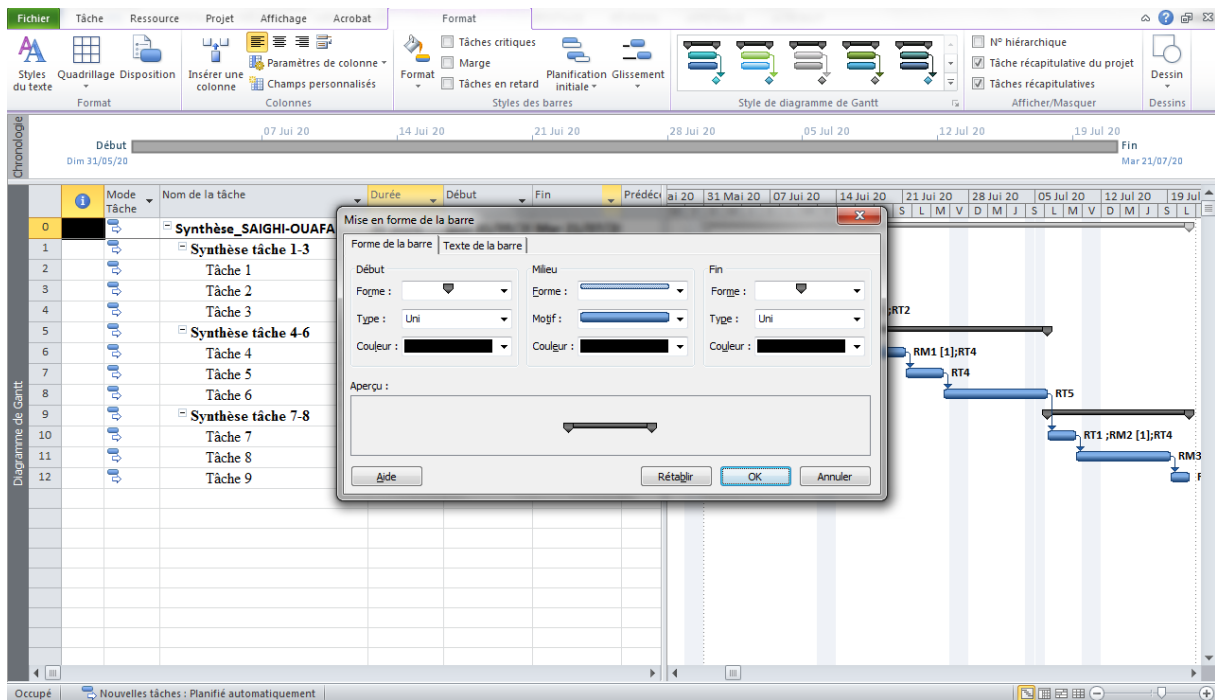 Fichier Tâche Ressource Projet Affichage Acrobat Format
Styles du texte
Quadrillage
Disposition
Format
Insérer une colonne
Paramètres de colonne
Champs personnalisés
Colonnes
Format
Tâches critiques
Marge
Tâches en retard
Planification initiale
Glissement
Styles des barres
Style de diagramme de Gantt
N° hiérarchique
Tâche récapitulative du projet
Tâches récapitulatives
Afficher/Masquer
Dessin
Dessins
Chronologie
07 Jui 20 14 Jui 20 21 Jui 20 28 Jui 20 05 Jul 20 12 Jul 20 19 Jul 20
Début
Dim 31/05/20
Fin
Mar 21/07/20
Diagramme de Gantt
Mode Tâche Nom de la tâche Durée Début Fin Prédéc
ai 20 31 Mai 20 07 Jui 20 14 Jui 20 21 Jui 20 28 Jui 20 05 Jul 20 12 Jul 20 19 Jul
S L M V D M J S L M V D M J S L
0 Synthèse_SAIGHI-OUAFA
1 Synthèse tâche 1-3
2 Tâche 1
3 Tâche 2
4 Tâche 3 ;RT2
5 Synthèse tâche 4-6
6 Tâche 4 RM1 [1];RT4
7 Tâche 5 RT4
8 Tâche 6 RT5
9 Synthèse tâche 7-8
10 Tâche 7 RT1 ;RM2 [1];RT4
11 Tâche 8 RM3
12 Tâche 9
Mise en forme de la barre
Forme de la barre Texte de la barre
Début Milieu Fin
Forme : Forme : Forme :
Type : Uni Motif : Type : Uni
Couleur : Couleur : Couleur :
Aperçu :
Aide Rétablir OK Annuler
Occupé Nouvelles tâches : Planifié automatiquement